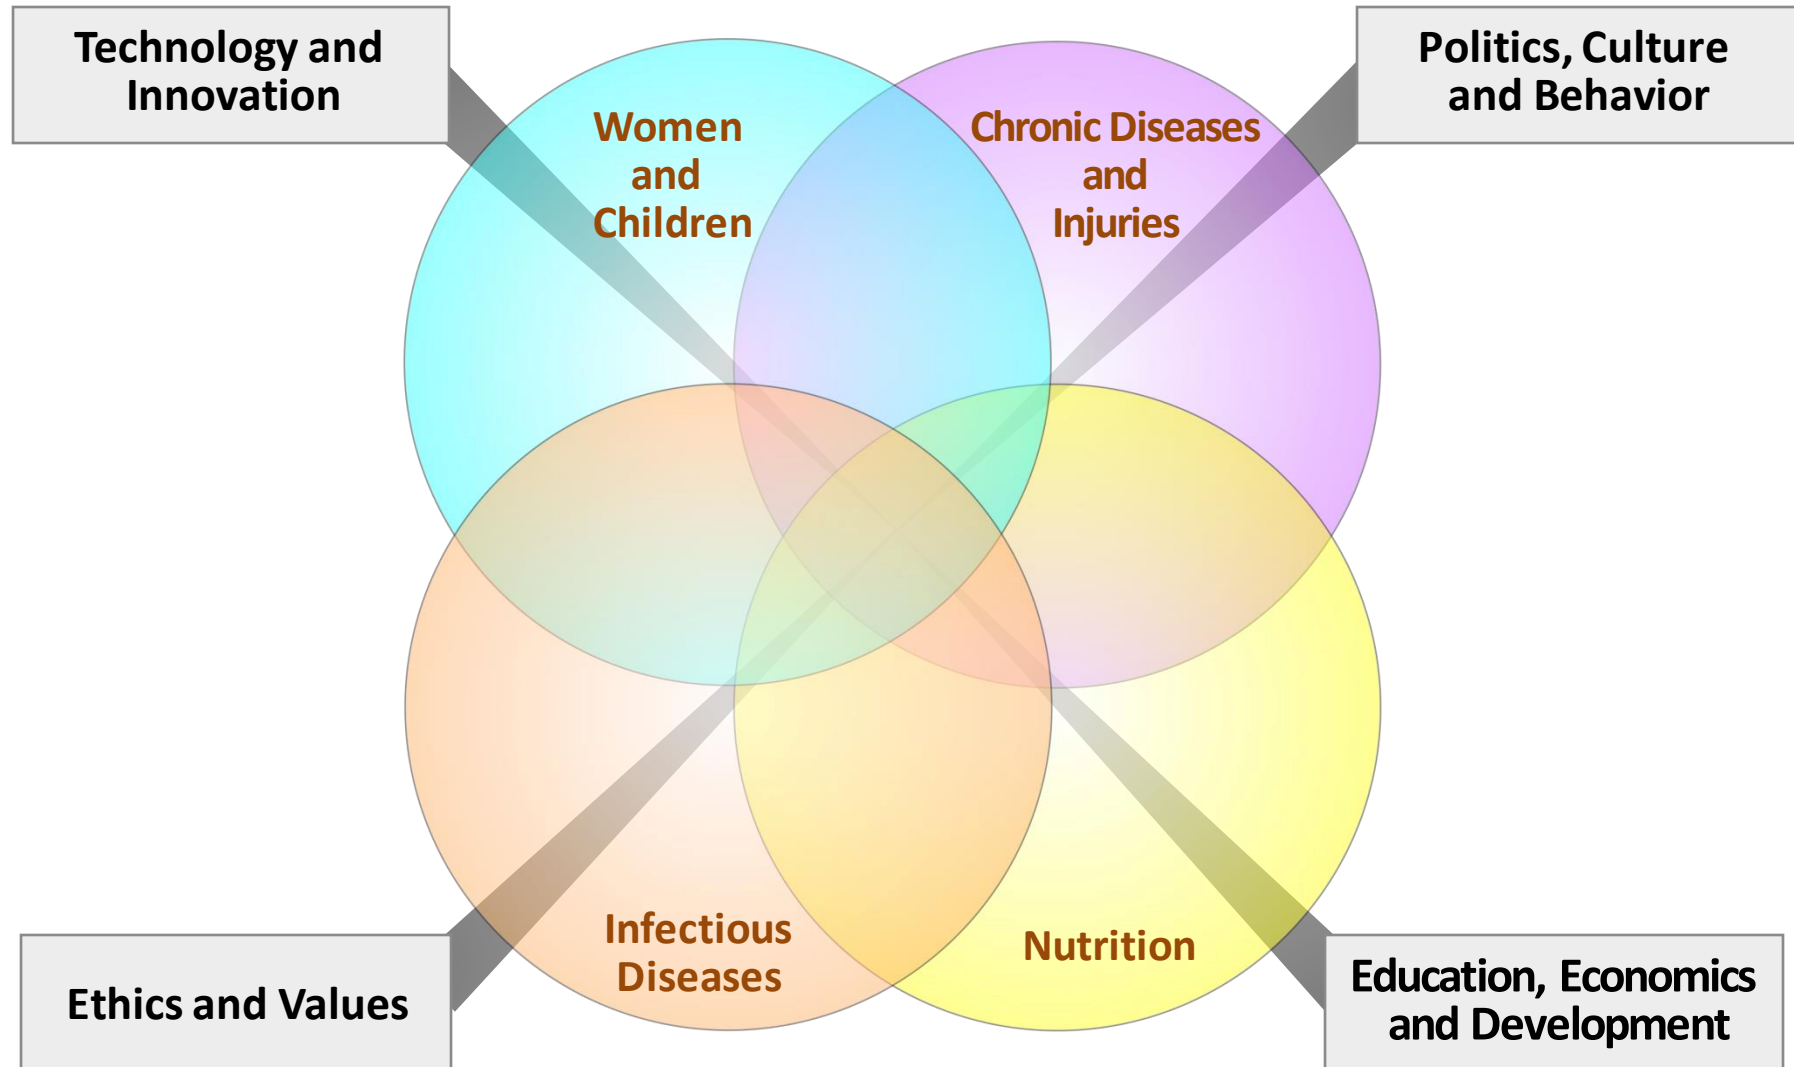 Technology and
Innovation
Politics, Culture
and Behavior
Women
and
Children
Chronic Diseases
and
Injuries
Infectious
Diseases
Nutrition
Ethics and Values
Education, Economics
and Development